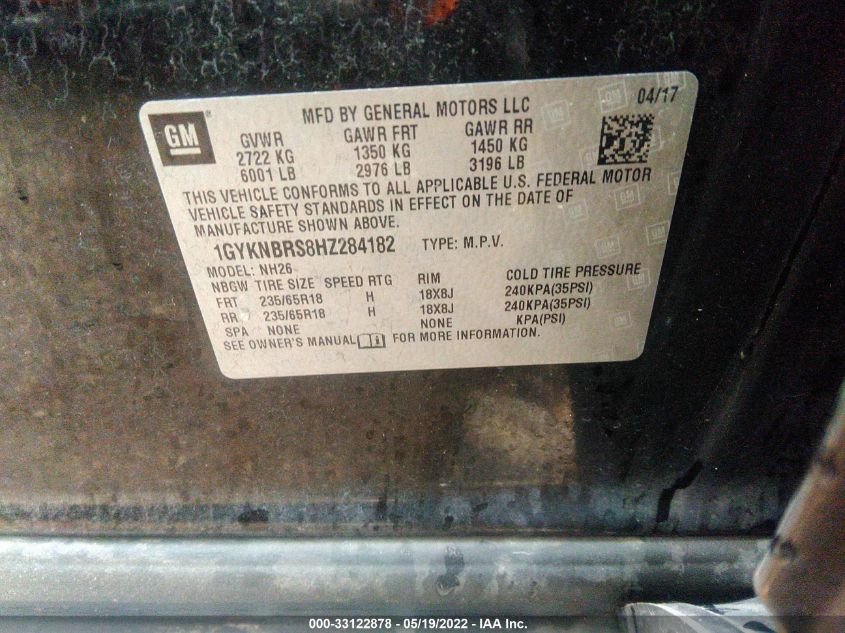 GM
MFD BY GENERAL MOTORS LLC
04/17
GVWR GAWR FRT GAWR RR
2722 KG 1350 KG 1450 KG
6001 LB 2976 LB 3196 LB
THIS VEHICLE CONFORMS TO ALL APPLICABLE U.S. FEDERAL MOTOR
VEHICLE SAFETY STANDARDS IN EFFECT ON THE DATE OF
MANUFACTURE SHOWN ABOVE.
1GYKNBRS8HZ284182 TYPE: M.P.V.
MODEL: NH26
NBGW TIRE SIZE SPEED RTG RIM COLD TIRE PRESSURE
FRT 235/65R18 H 18X8J 240KPA(35PSI)
RR 235/65R18 H 18X8J 240KPA(35PSI)
SPA NONE NONE KPA(PSI)
SEE OWNER'S MANUAL FOR MORE INFORMATION.
000-33122878 - 05/19/2022 - IAA Inc.